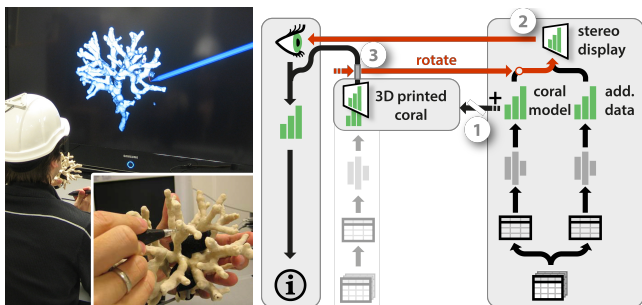 SAMSUNG
2
stereo
display
3
rotate
3D printed
coral
+
1
coral
model
add.
data
i